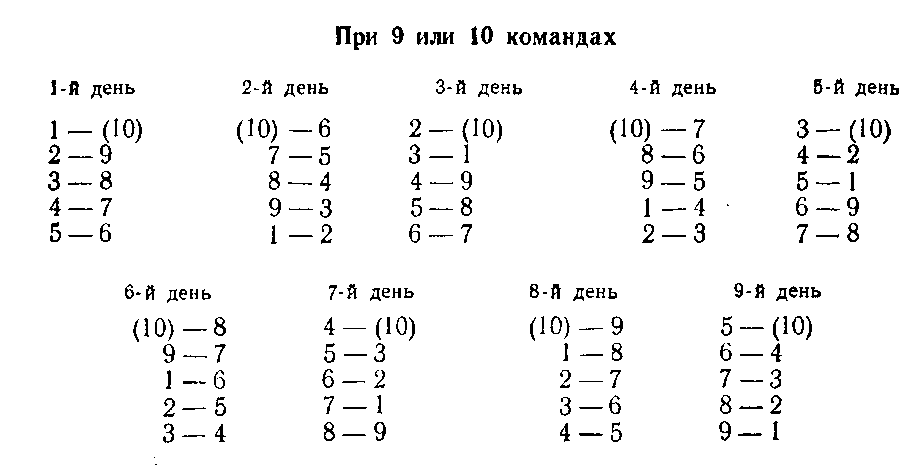 При 9 или 10 командах
1-й день 2-й день 3-й день 4-й день 5-й день
1 — (10) (10) — 6 2 — (10) (10) — 7 3 — (10)
2 — 9 7 — 5 3 — 1 8 — 6 4 — 2
3 — 8 8 — 4 4 — 9 9 — 5 5 — 1
4 — 7 9 — 3 5 — 8 1 — 4 6 — 9
5 — 6 1 — 2 6 — 7 2 — 3 7 — 8
6-й день 7-й день 8-й день 9-й день
(10) — 8 4 — (10) (10) — 9 5 — (10)
9 — 7 5 — 3 1 — 8 6 — 4
1 — 6 6 — 2 2 — 7 7 — 3
2 — 5 7 — 1 3 — 6 8 — 2
3 — 4 8 — 9 4 — 5 9 — 1